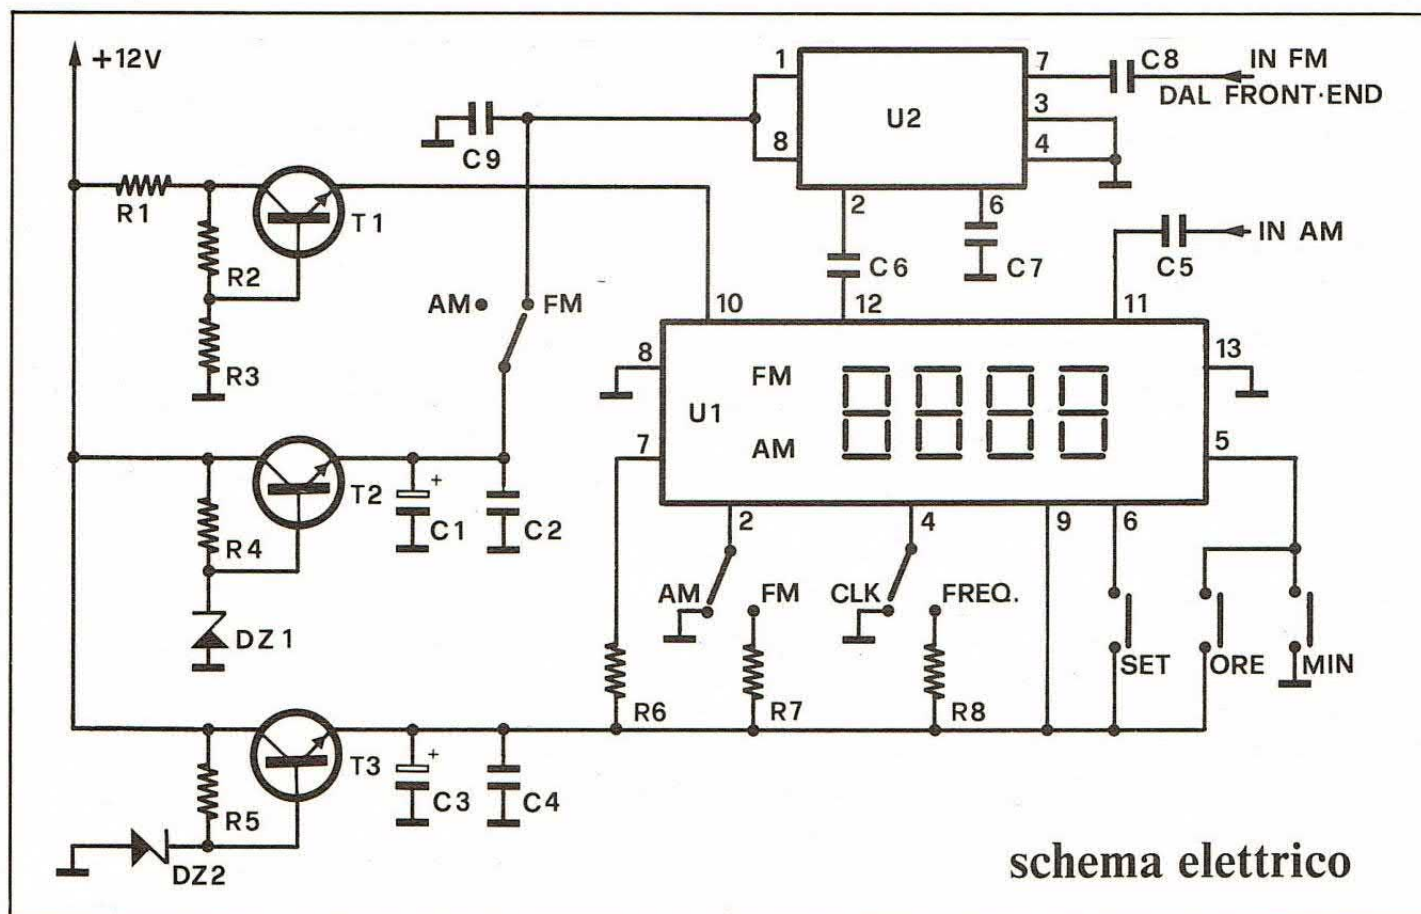 +12V
1
7
C8
IN FM
DAL FRONT·END
U2
3
C9
8
4
R1
T1
2
6
R2
C6
C7
C5
IN AM
AM
FM
10
12
11
R3
8
FM
13
U1
7
AM
5
T2
C1
+
C2
2
4
9
6
R4
AM
FM
CLK
FREQ.
DZ1
SET
ORE
MIN
R6
R7
R8
T3
+
C3
C4
R5
DZ2
schema elettrico